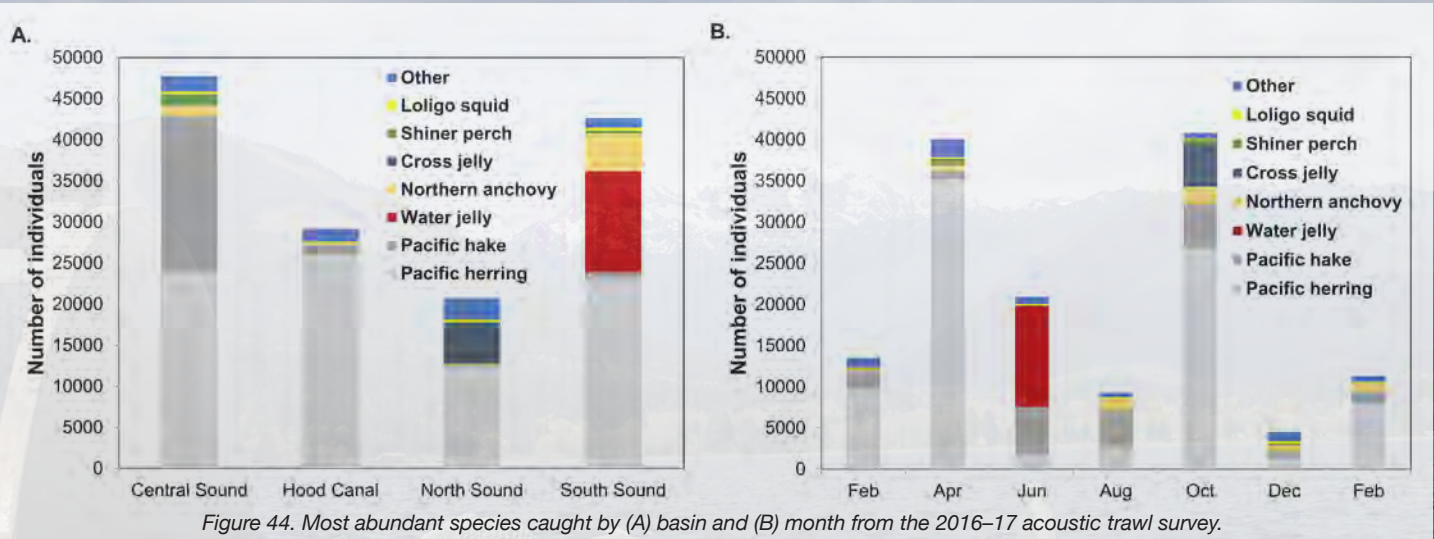 A.
Number of individuals
50000
45000
40000
35000
30000
25000
20000
15000
10000
5000
0
Other
Loligo squid
Shiner perch
Cross jelly
Northern anchovy
Water jelly
Pacific hake
Pacific herring
Central Sound
Hood Canal
North Sound
South Sound
B.
Number of individuals
50000
45000
40000
35000
30000
25000
20000
15000
10000
5000
0
Other
Loligo squid
Shiner perch
Cross jelly
Northern anchovy
Water jelly
Pacific hake
Pacific herring
Feb
Apr
Jun
Aug
Oct
Dec
Feb
Figure 44. Most abundant species caught by (A) basin and (B) month from the 2016–17 acoustic trawl survey.